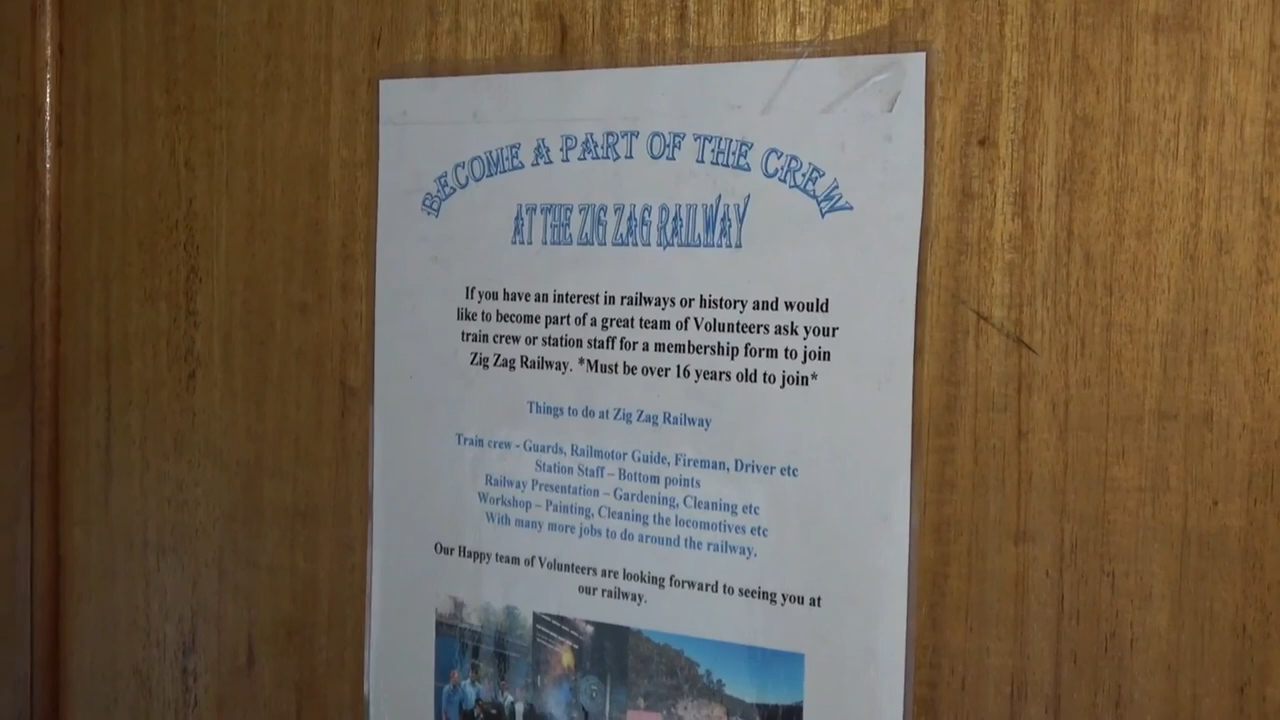 BECOME A PART OF THE CREW
AT THE ZIG ZAG RAILWAY
If you have an interest in railways or history and would
like to become part of a great team of Volunteers ask your
train crew or station staff for a membership form to join
Zig Zag Railway. *Must be over 16 years old to join*
Things to do at Zig Zag Railway
Train crew - Guards, Railmotor Guide, Fireman, Driver etc
Station Staff – Bottom points
Railway Presentation – Gardening, Cleaning etc
Workshop – Painting, Cleaning the locomotives etc
With many more jobs to do around the railway.
Our Happy team of Volunteers are looking forward to seeing you at
our railway.